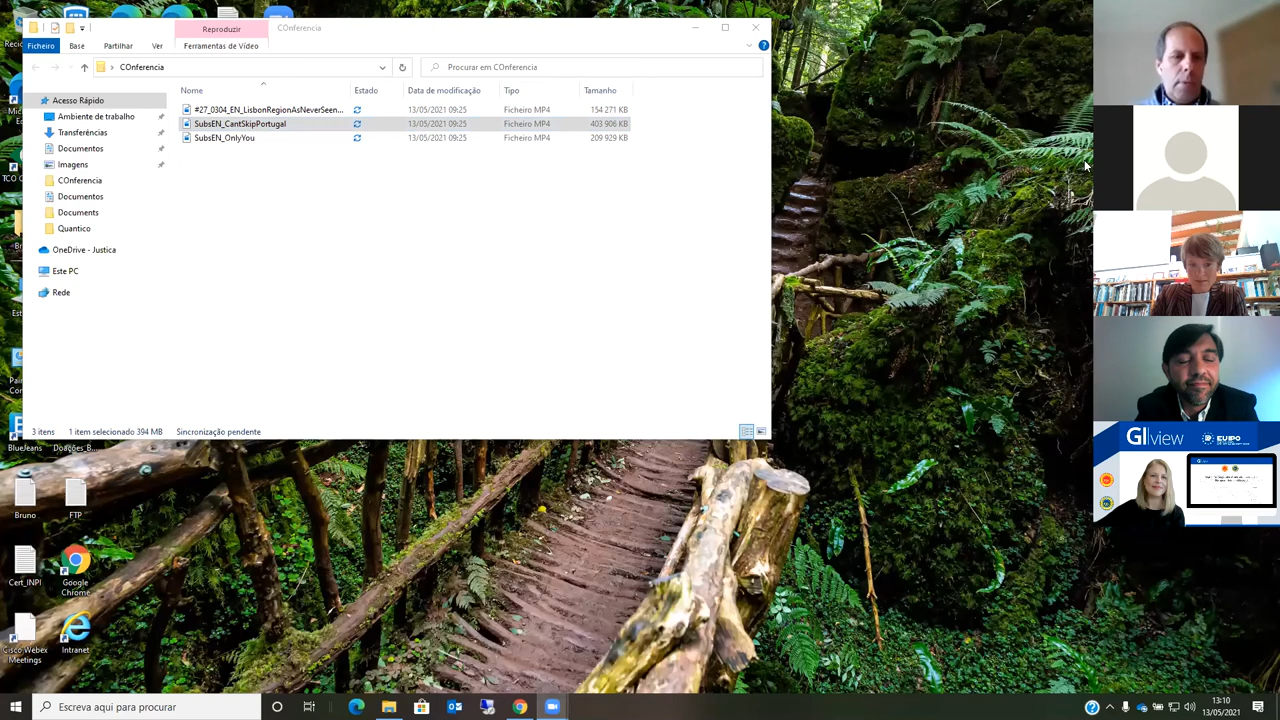 Reproduzir
COnferencia
Ficheiro
Base
Partilhar
Ver
Ferramentas de Vídeo
COnferencia
Procurar em COnferencia
Nome
Estado
Data de modificação
Tipo
Tamanho
#27_0304_EN_LisbonRegionAsNeverSeen...
13/05/2021 09:25
Ficheiro MP4
154 271 KB
SubsEN_CantSkipPortugal
13/05/2021 09:25
Ficheiro MP4
403 906 KB
SubsEN_OnlyYou
13/05/2021 09:25
Ficheiro MP4
209 929 KB
Acesso Rápido
Ambiente de trabalho
Transferências
Documentos
Imagens
COnferencia
Documentos
Documents
Quantico
OneDrive - Justica
Este PC
Rede
3 itens
1 item selecionado 394 MB
Sincronização pendente
BlueJeans
Doações_B...
Bruno
FTP
Cert_INPI
Google
Chrome
Cisco Webex
Meetings
Intranet
GIview
EUIPO
Escreva aqui para procurar
13:10
13/05/2021